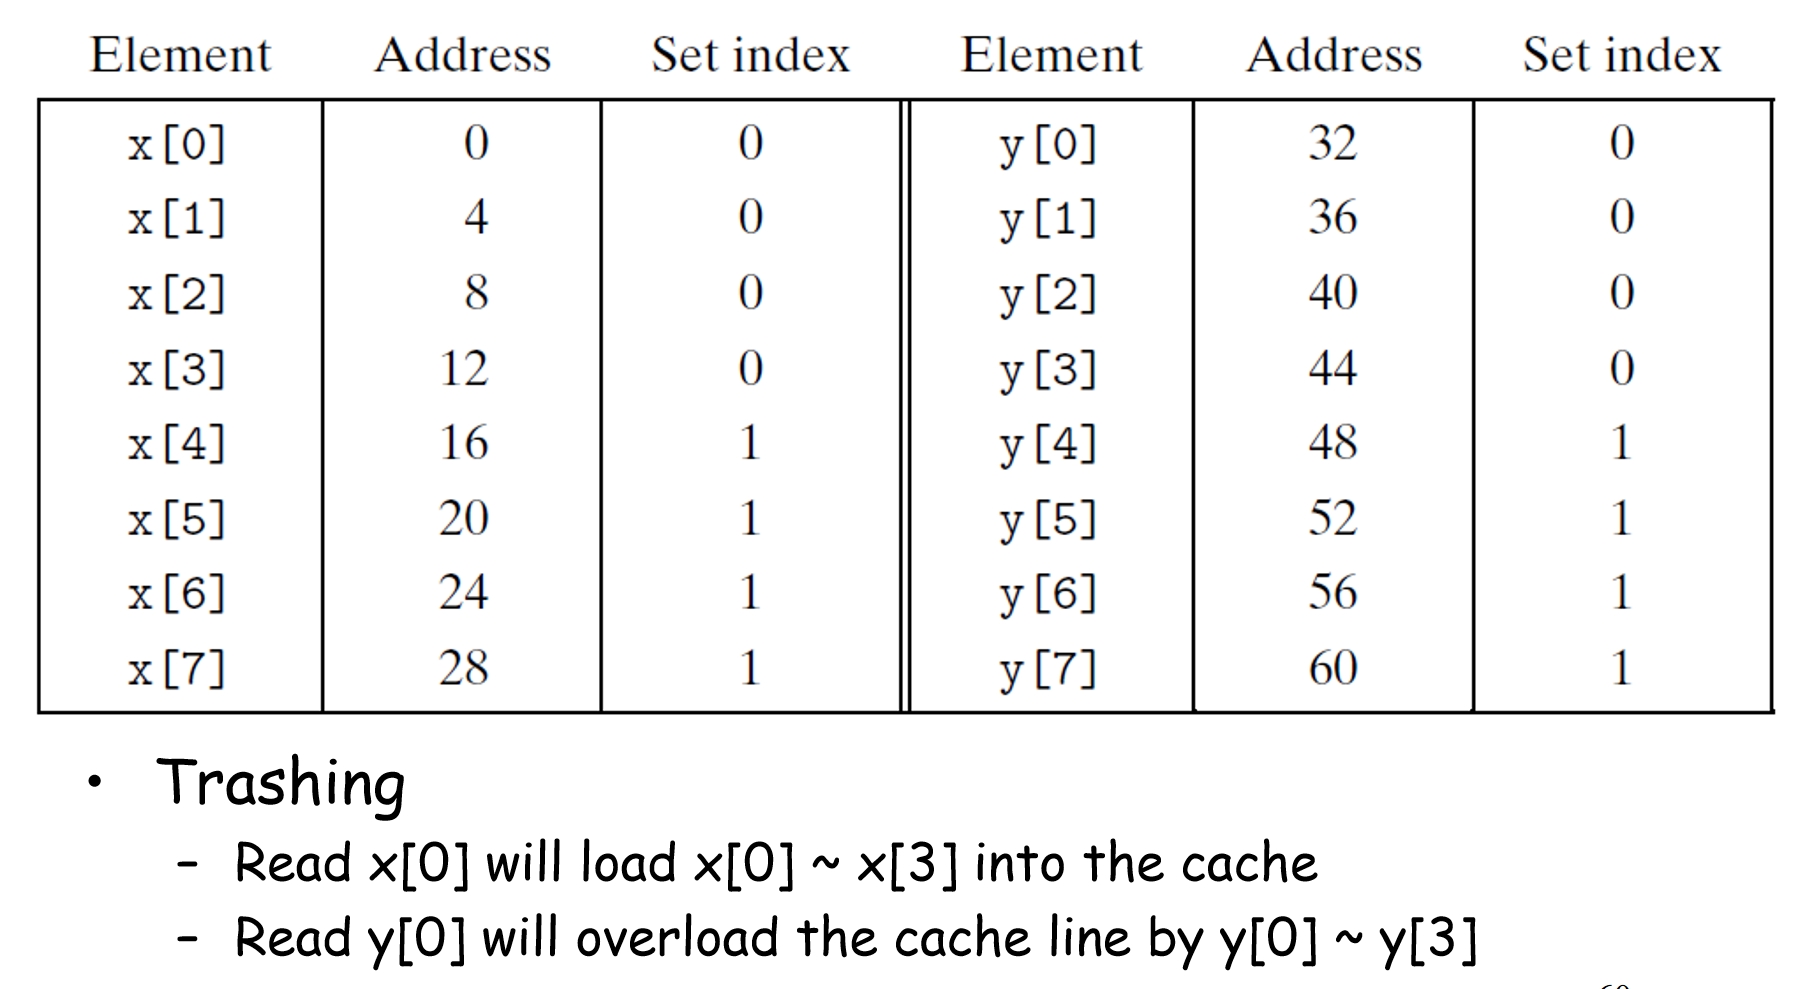 Element Address Set index Element Address Set index
x[0] 0 0 y[0] 32 0
x[1] 4 0 y[1] 36 0
x[2] 8 0 y[2] 40 0
x[3] 12 0 y[3] 44 0
x[4] 16 1 y[4] 48 1
x[5] 20 1 y[5] 52 1
x[6] 24 1 y[6] 56 1
x[7] 28 1 y[7] 60 1
• Trashing
– Read x[0] will load x[0] ~ x[3] into the cache
– Read y[0] will overload the cache line by y[0] ~ y[3]